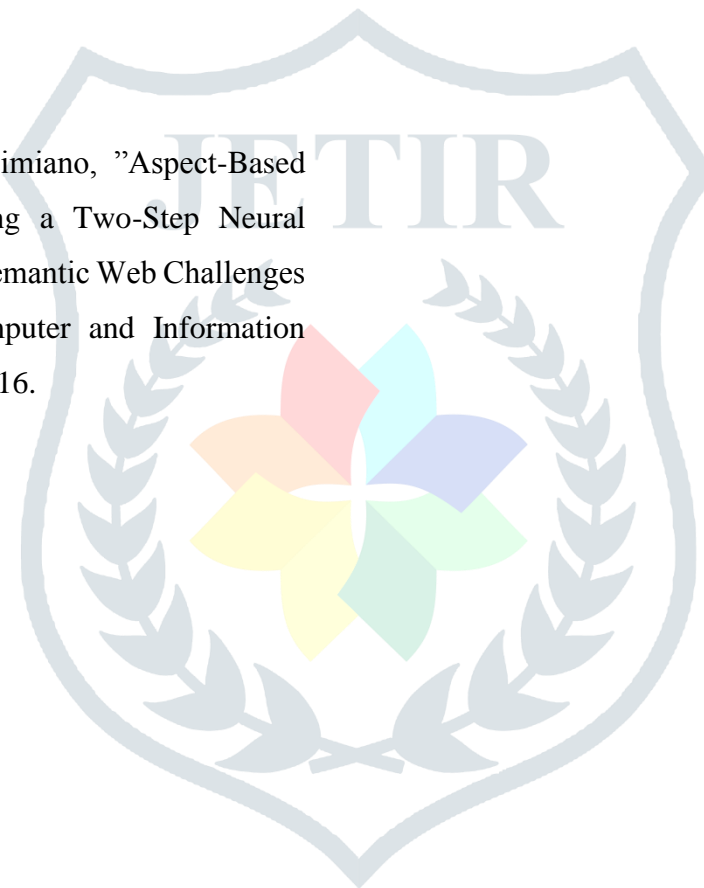 JETIR
imiano, ”Aspect-Based
ng a Two-Step Neural
emantic Web Challenges
nputer and Information
16.